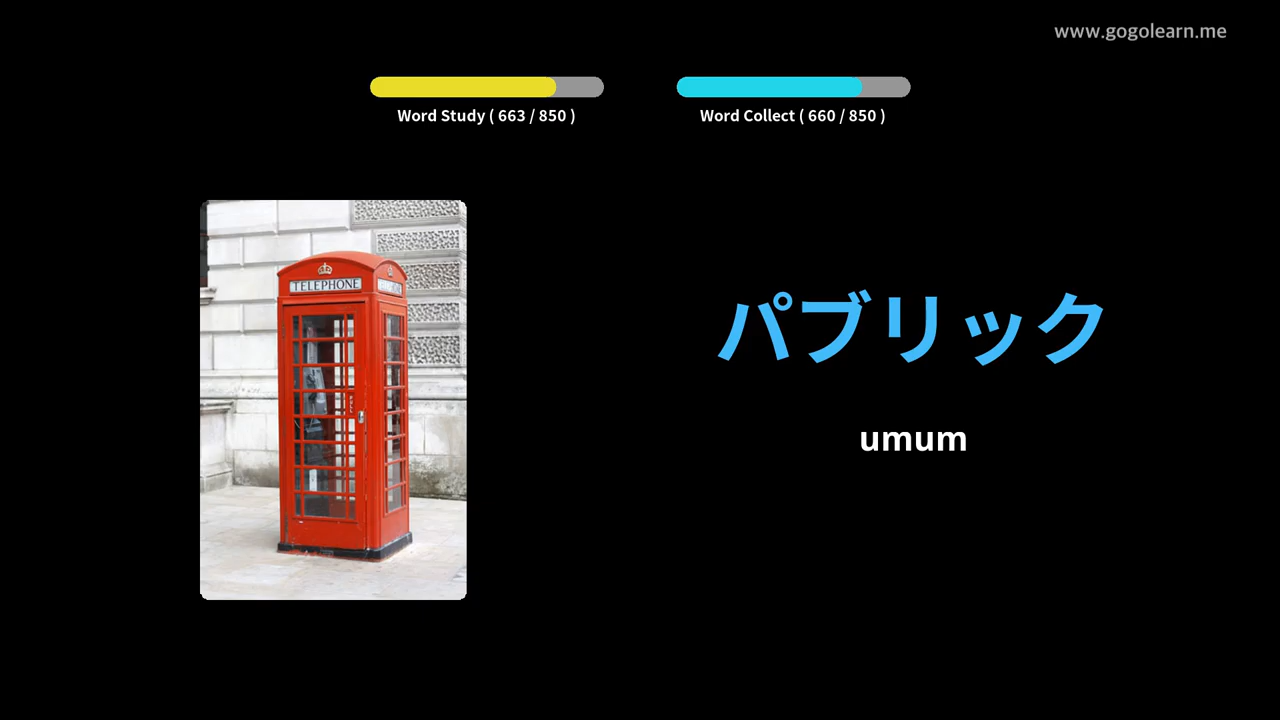 www.gogolearn.me
Word Study ( 663 / 850 )
Word Collect ( 660 / 850 )
TELEPHONE
パブリック
umum